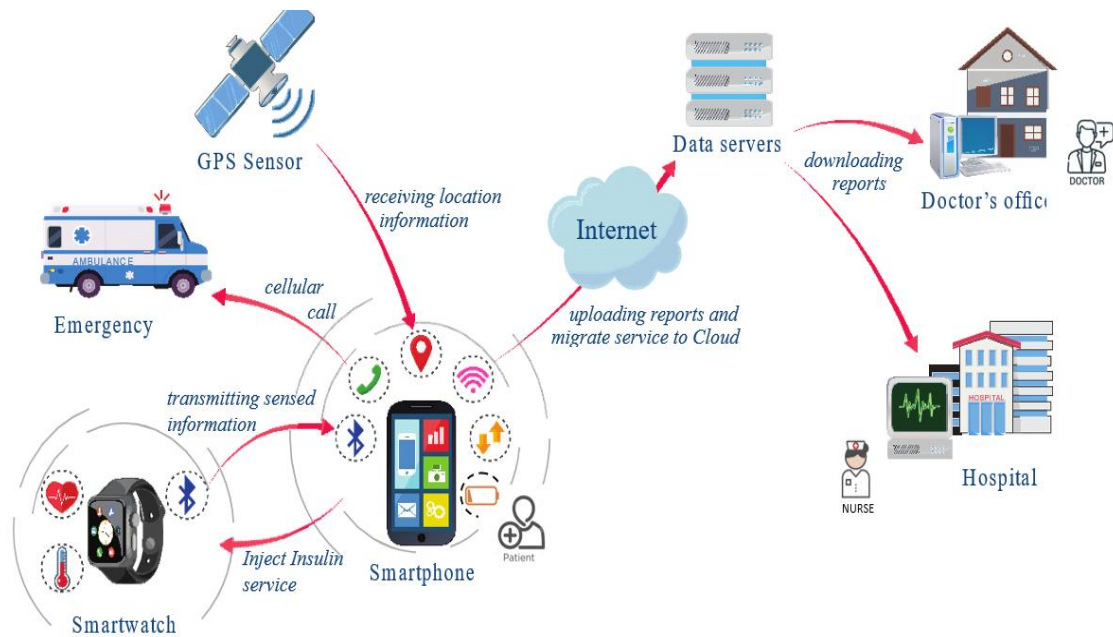 GPS Sensor
Data servers
DOCTOR
Doctor's office
downloading
reports
receiving location
information
Internet
AMBULANCE
Emergency
cellular
call
uploading reports and
migrate service to Cloud
HOSPITAL
Hospital
NURSE
transmitting sensed
information
Patient
Inject Insulin
service
Smartphone
Smartwatch